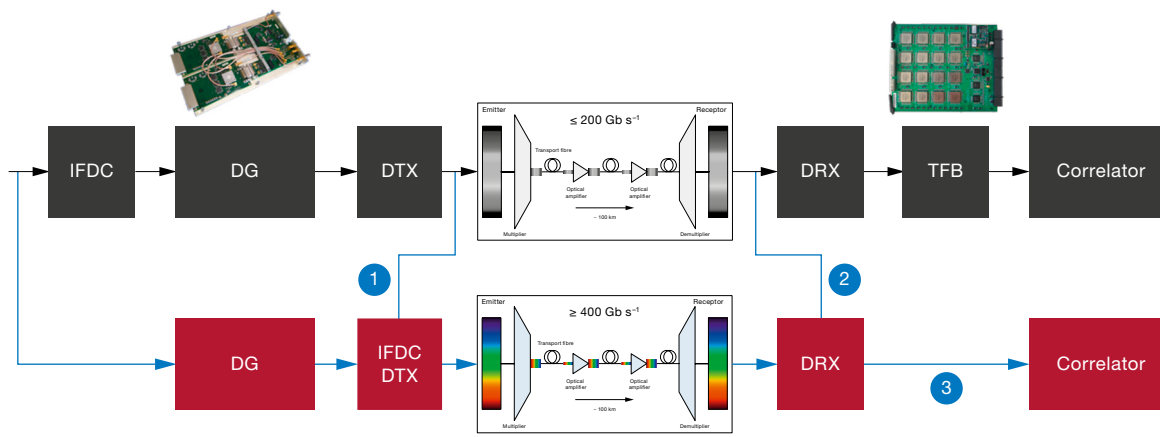 IFDC
DG
DTX
Emitter
Receptor
≤ 200 Gb s⁻¹
Transport fibre
Optical
amplifier
Optical
amplifier
~ 100 km
Multiplier
Demultiplier
DRX
TFB
Correlator
1
2
DG
IFDC
DTX
Emitter
Receptor
≥ 400 Gb s⁻¹
Transport fibre
Optical
amplifier
Optical
amplifier
~ 100 km
Multiplier
Demultiplier
DRX
3
Correlator